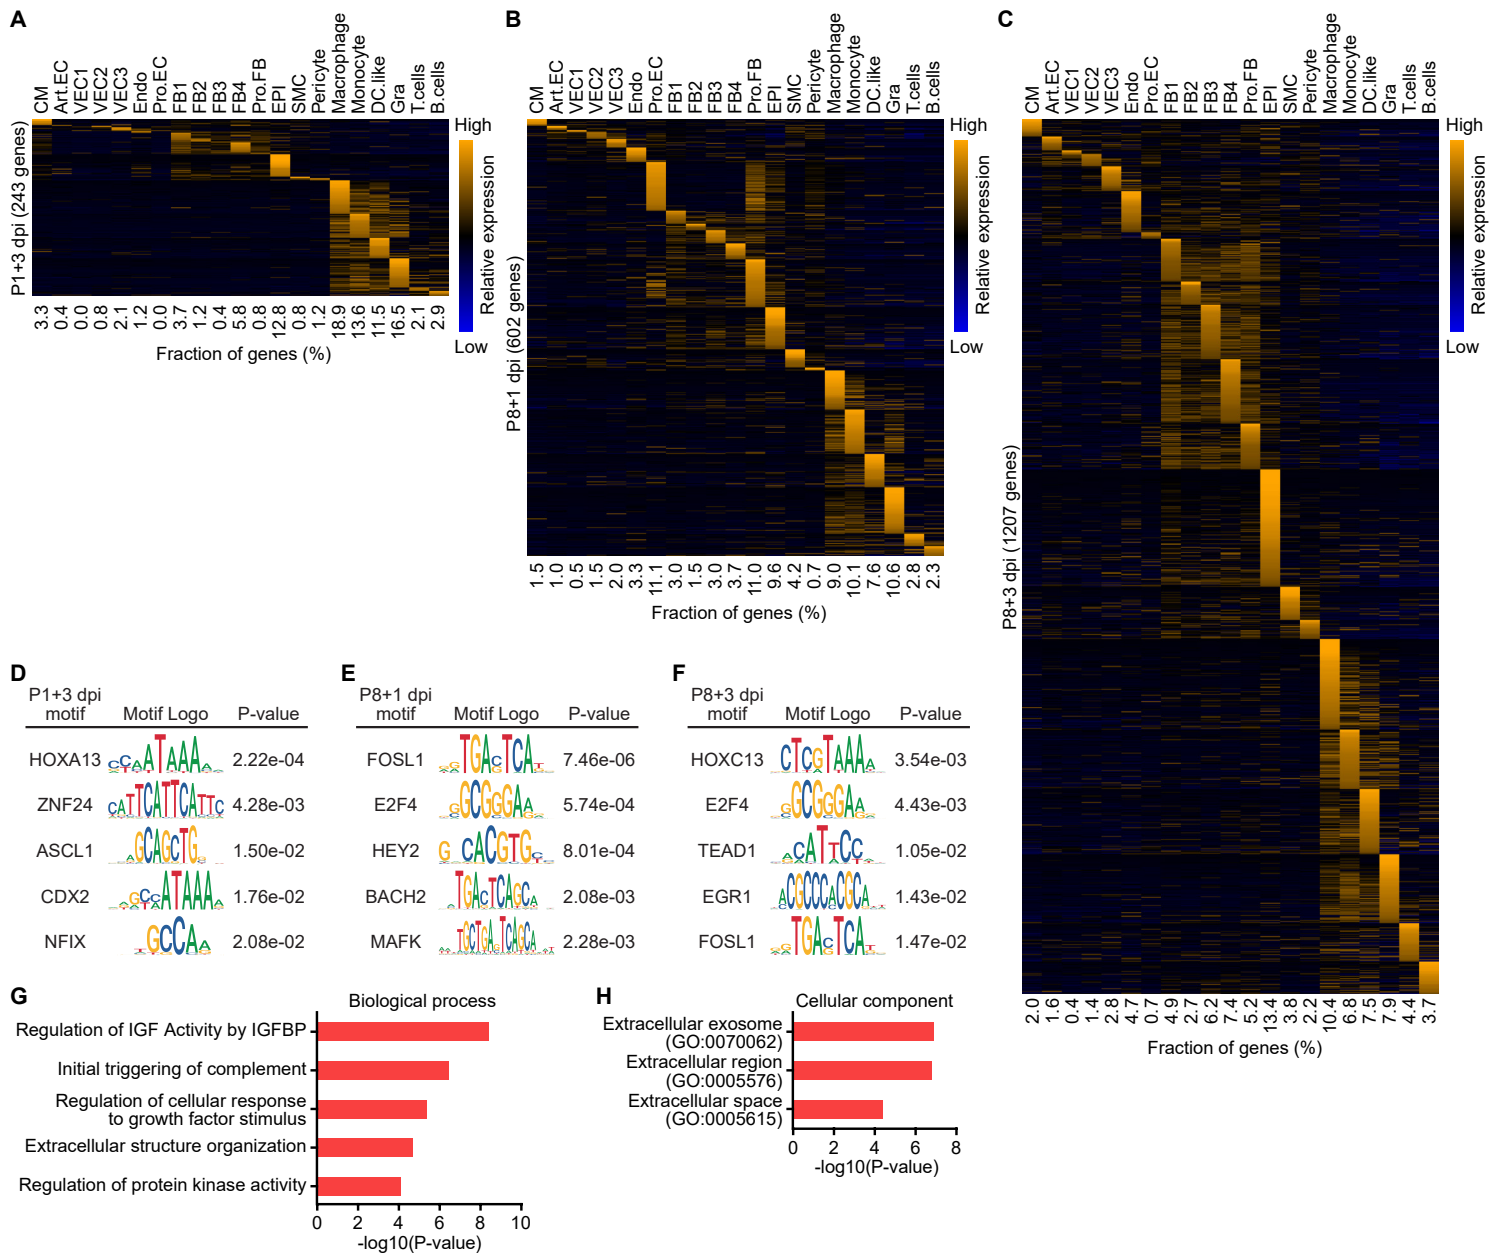 A
CM
Art.EC
VEC1
VEC2
VEC3
Endo
Pro.EC
FB1
FB2
FB3
FB4
Pro.FB
EPI
SMC
Pericyte
Macrophage
Monocyte
DC.like
Gra
T.cells
B.cells
P1+3 dpi (243 genes)
3.3
0.4
0.0
0.8
2.1
1.2
0.0
3.7
1.2
0.4
5.8
0.8
12.8
0.8
1.2
18.9
13.6
11.5
16.5
2.1
2.9
Fraction of genes (%)
High
Relative expression
Low
B
CM
Art.EC
VEC1
VEC2
VEC3
Endo
Pro.EC
FB1
FB2
FB3
FB4
Pro.FB
EPI
SMC
Pericyte
Macrophage
Monocyte
DC.like
Gra
T.cells
B.cells
P8+1 dpi (602 genes)
1.5
1.0
0.5
1.5
2.0
3.3
11.1
3.0
1.5
3.0
3.7
11.0
9.6
4.2
0.7
9.0
10.1
7.6
10.6
2.8
2.3
Fraction of genes (%)
High
Relative expression
Low
C
CM
Art.EC
VEC1
VEC2
VEC3
Endo
Pro.EC
FB1
FB2
FB3
FB4
Pro.FB
EPI
SMC
Pericyte
Macrophage
Monocyte
DC.like
Gra
T.cells
B.cells
P8+3 dpi (1207 genes)
2.0
1.6
0.4
1.4
2.8
4.7
0.7
4.9
2.7
6.2
7.4
5.2
13.4
3.8
2.2
10.4
6.8
7.5
7.9
4.4
3.7
Fraction of genes (%)
High
Relative expression
Low
D
P1+3 dpi
motif Motif Logo P-value
HOXA13 2.22e-04
ZNF24 4.28e-03
ASCL1 1.50e-02
CDX2 1.76e-02
NFIX 2.08e-02
E
P8+1 dpi
motif Motif Logo P-value
FOSL1 7.46e-06
E2F4 5.74e-04
HEY2 8.01e-04
BACH2 2.08e-03
MAFK 2.28e-03
F
P8+3 dpi
motif Motif Logo P-value
HOXC13 3.54e-03
E2F4 4.43e-03
TEAD1 1.05e-02
EGR1 1.43e-02
FOSL1 1.47e-02
G
Biological process
Regulation of IGF Activity by IGFBP
Initial triggering of complement
Regulation of cellular response
to growth factor stimulus
Extracellular structure organization
Regulation of protein kinase activity
0 2 4 6 8 10
-log10(P-value)
H
Cellular component
Extracellular exosome
(GO:0070062)
Extracellular region
(GO:0005576)
Extracellular space
(GO:0005615)
0 2 4 6 8
-log10(P-value)